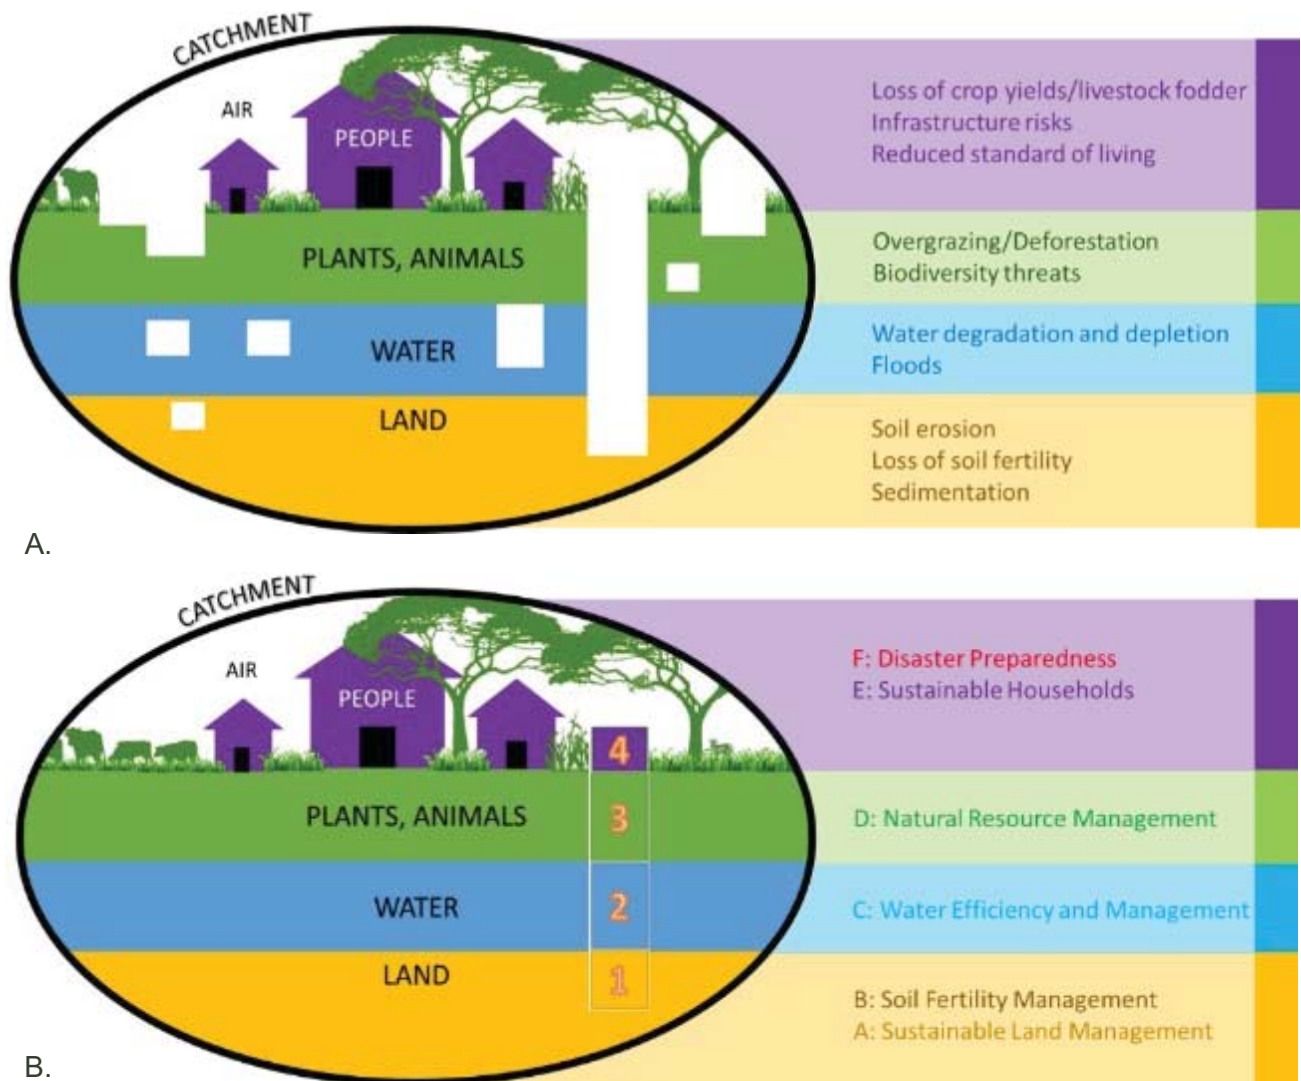 CATCHMENT
AIR
PEOPLE
PLANTS, ANIMALS
WATER
LAND
Loss of crop yields/livestock fodder
Infrastructure risks
Reduced standard of living
Overgrazing/Deforestation
Biodiversity threats
Water degradation and depletion
Floods
Soil erosion
Loss of soil fertility
Sedimentation
A.
CATCHMENT
AIR
PEOPLE
PLANTS, ANIMALS
WATER
LAND
4
3
2
1
F: Disaster Preparedness
E: Sustainable Households
D: Natural Resource Management
C: Water Efficiency and Management
B: Soil Fertility Management
A: Sustainable Land Management
B.